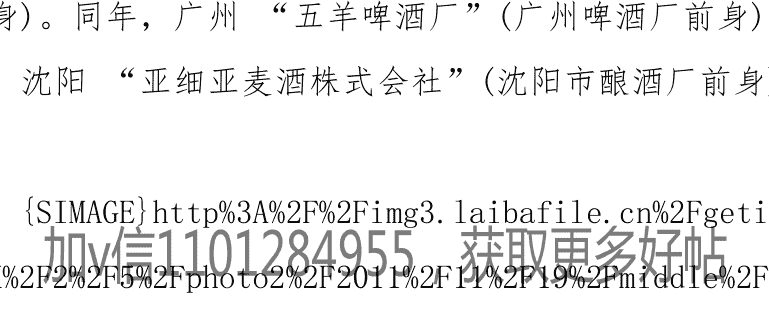 身)。同年，广州 “五羊啤酒厂”(广州啤酒厂前身)
沈阳 “亚细亚麦酒株式会社”(沈阳市酿酒厂前身)
{SIMAGE}http%3A%2F%2Fimg3.laibafile.cn%2Fgeti
加v信1101284955，获取更多好帖
%2F2%2F5%2Fphoto2%2F2011%2F11%2F19%2Fmiddle%2F